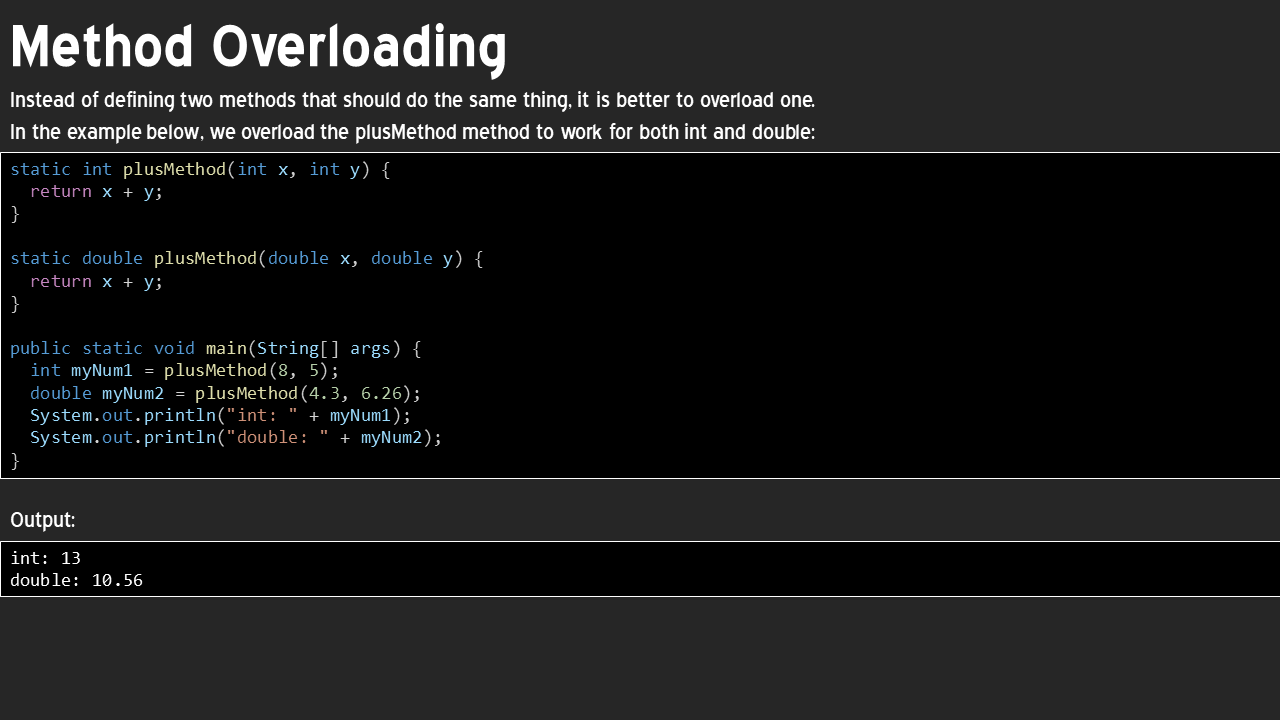 Method Overloading
Instead of defining two methods that should do the same thing, it is better to overload one.
In the example below, we overload the plusMethod method to work for both int and double:
static int plusMethod(int x, int y) {
  return x + y;
}

static double plusMethod(double x, double y) {
  return x + y;
}

public static void main(String[] args) {
  int myNum1 = plusMethod(8, 5);
  double myNum2 = plusMethod(4.3, 6.26);
  System.out.println("int: " + myNum1);
  System.out.println("double: " + myNum2);
}
Output:
int: 13
double: 10.56